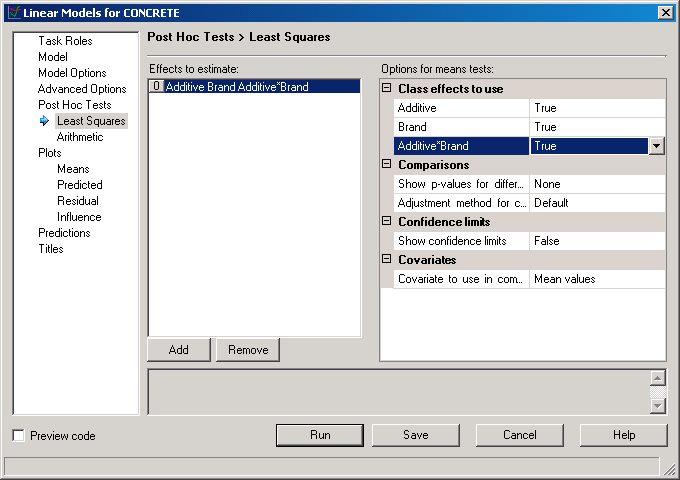 Linear Models for CONCRETE
Task Roles
Model
Model Options
Advanced Options
Post Hoc Tests
Least Squares
Arithmetic
Plots
Means
Predicted
Residual
Influence
Predictions
Titles
Post Hoc Tests > Least Squares
Effects to estimate:
0 Additive Brand Additive*Brand
Add Remove
Options for means tests:
Class effects to use
Additive True
Brand True
Additive*Brand True
Comparisons
Show p-values for differ... None
Adjustment method for c... Default
Confidence limits
Show confidence limits False
Covariates
Covariate to use in com... Mean values
Preview code
Run Save Cancel Help